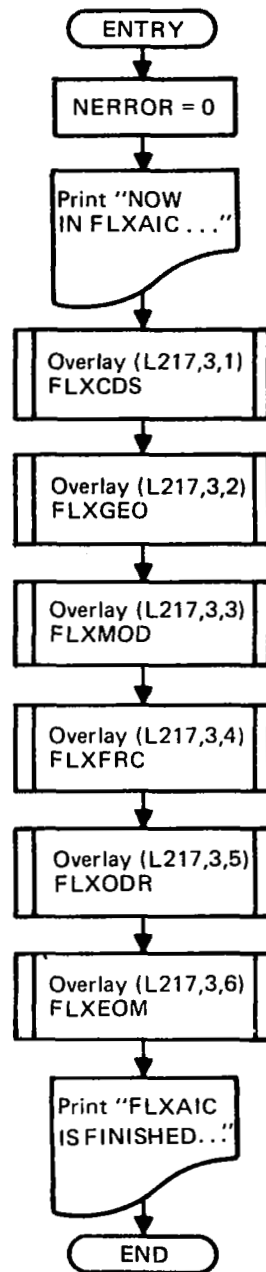 ENTRY
NERROR = 0
Print "NOW
IN FLXAIC ..."
Overlay (L217,3,1)
FLXCDS
Overlay (L217,3,2)
FLXGEO
Overlay (L217,3,3)
FLXMOD
Overlay (L217,3,4)
FLXFRC
Overlay (L217,3,5)
FLXODR
Overlay (L217,3,6)
FLXEOM
Print "FLXAIC
IS FINISHED..."
END